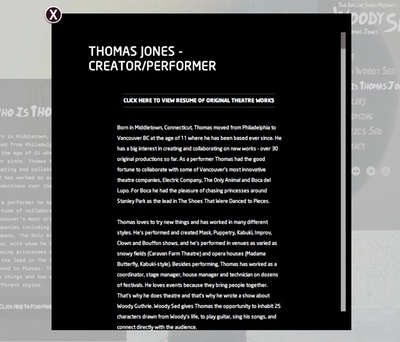 X
THOMAS JONES -
CREATOR/PERFORMER
CLICK HERE TO VIEW RESUME OF ORIGINAL THEATRE WORKS
Born in Middletown, Connecticut, Thomas moved from Philadelphia to
Vancouver BC at the age of 11 where he has been based ever since. He
has a big interest in creating and collaborating on new works - over 30
original productions so far. As a performer Thomas had the good
fortune to collaborate with some of Vancouver's most innovative
theatre companies, Electric Company, The Only Animal and Boca del
Lupo. For Boca he had the pleasure of chasing princesses around
Stanley Park as the lead in The Shoes That Were Danced to Pieces.
Thomas loves to try new things and has worked in many different
styles. He's performed and created Mask, Puppetry, Kabuki, Improv,
Clown and Bouffon shows, and he's performed in venues as varied as
snowy fields (Caravan Farm Theatre) and opera houses (Madama
Butterfly, Kabuki-style). Besides performing, Thomas has worked as a
coordinator, stage manager, house manager and technician on dozens
of festivals. He loves events because they bring people together.
That's why he does theatre and that's why he wrote a show about
Woody Guthrie. Woody Sed gives Thomas the opportunity to inhabit 25
characters drawn from Woody's life, to play guitar, sing his songs, and
connect directly with the audience.